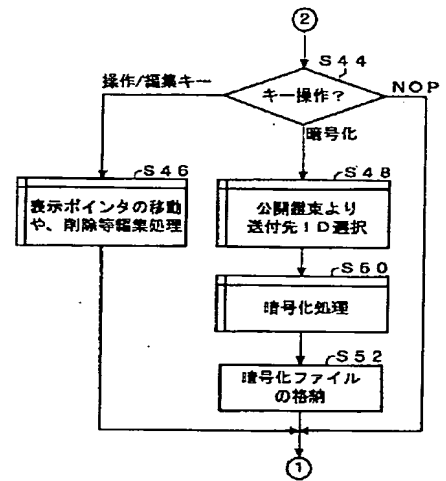 ②
S44
キー操作?
操作/編集キー
NOP
暗号化
S46
表示ポインタの移動
や、削除等編集処理
S48
公開鍵束より
送付先ID選択
S50
暗号化処理
S52
暗号化ファイル
の格納
①